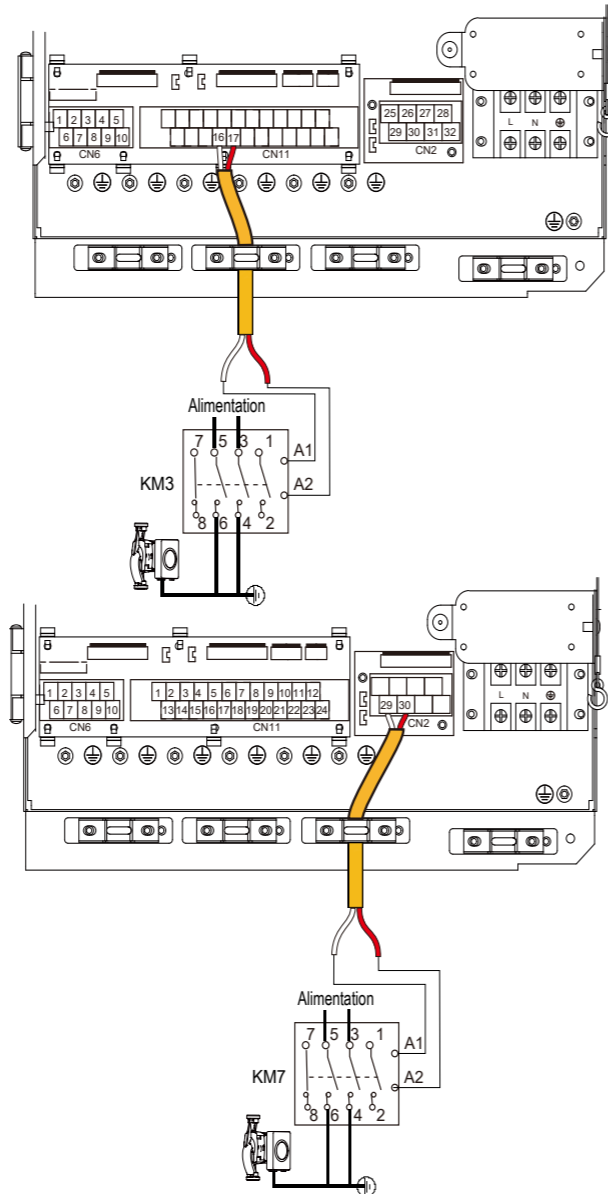 1 2 3 4 5
6 7 8 9 10
CN6
16 17
CN11
25 26 27 28
29 30 31 32
CN2
L N
Alimentation
7 5 3 1
A1
A2
KM3
8 6 4 2
1 2 3 4 5
6 7 8 9 10
CN6
1 2 3 4 5 6 7 8 9 10 11 12
13 14 15 16 17 18 19 20 21 22 23 24
CN11
29 30
CN2
L N
Alimentation
7 5 3 1
A1
A2
KM7
8 6 4 2